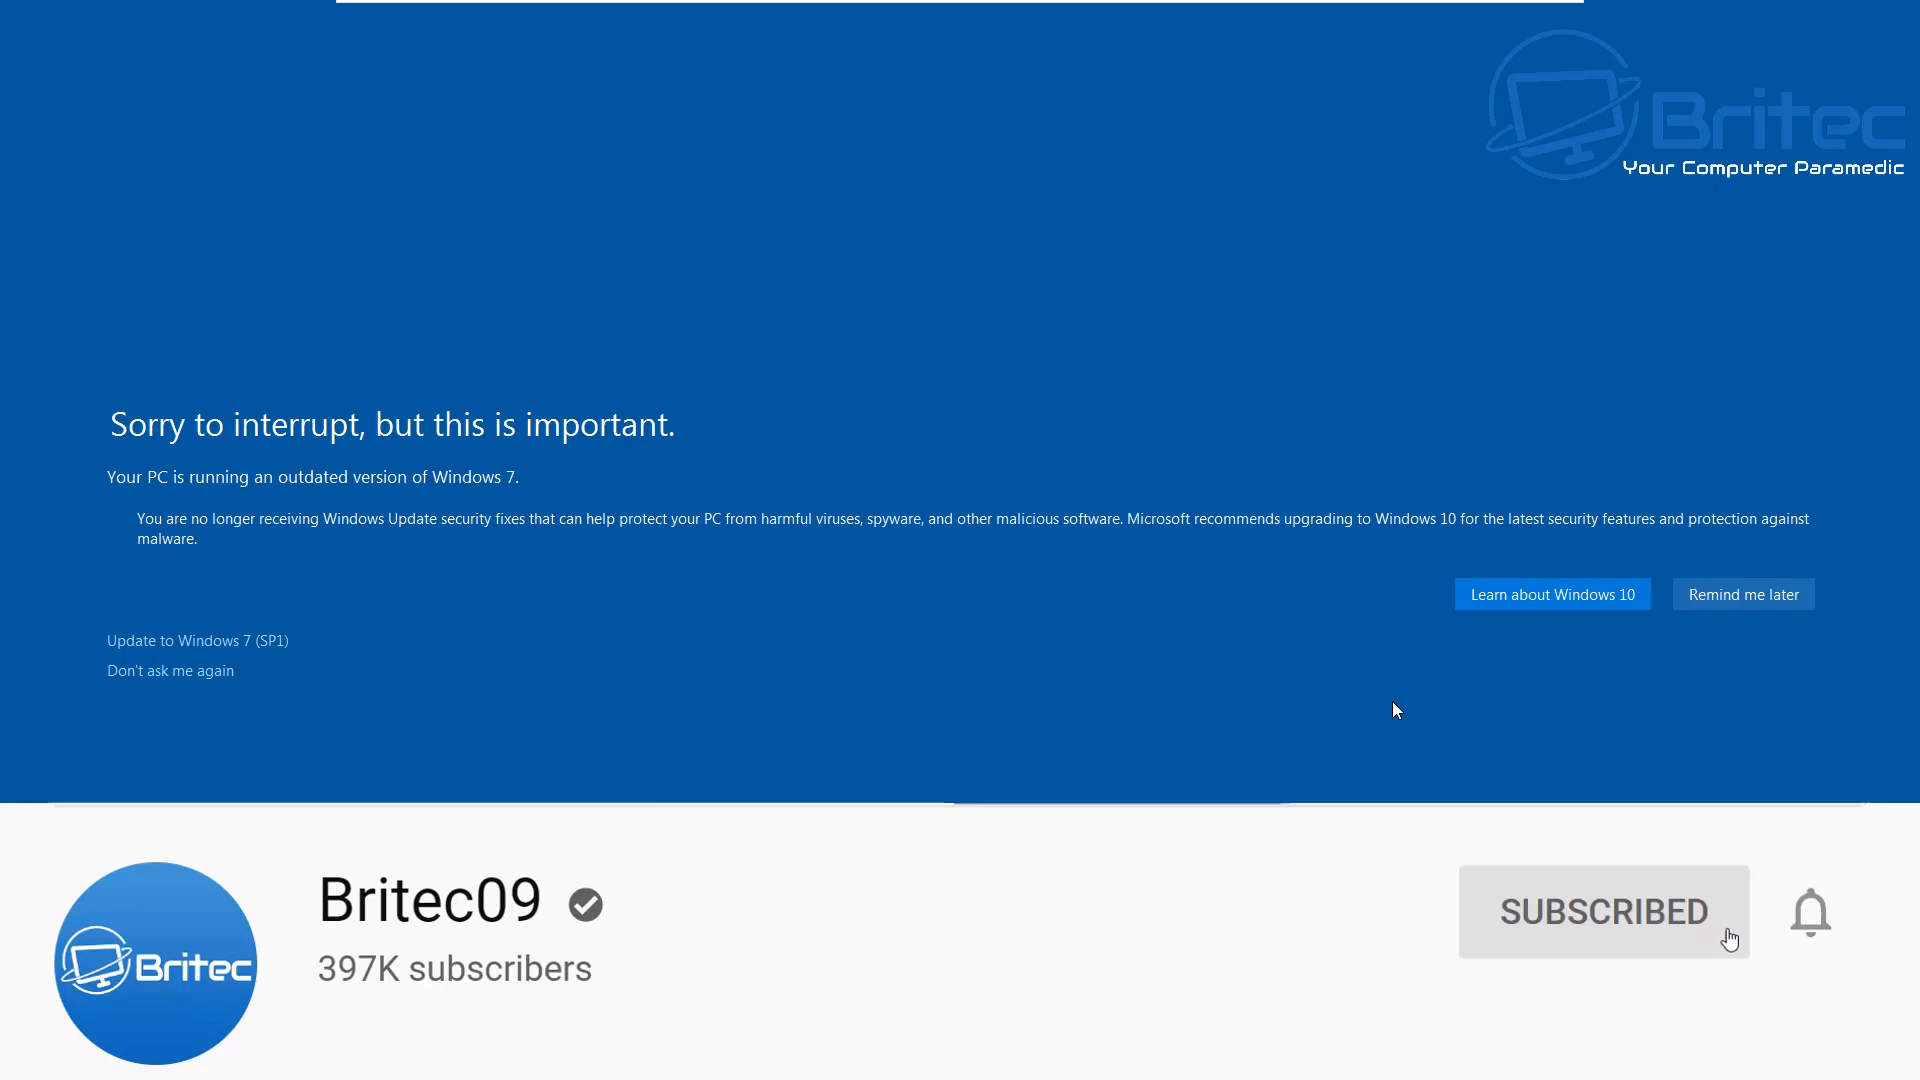 Britec
Your Computer Paramedic
Sorry to interrupt, but this is important.
Your PC is running an outdated version of Windows 7.
You are no longer receiving Windows Update security fixes that can help protect your PC from harmful viruses, spyware, and other malicious software. Microsoft recommends upgrading to Windows 10 for the latest security features and protection against
malware.
Learn about Windows 10
Remind me later
Update to Windows 7 (SP1)
Don't ask me again
Britec
Britec09
397K subscribers
SUBSCRIBED